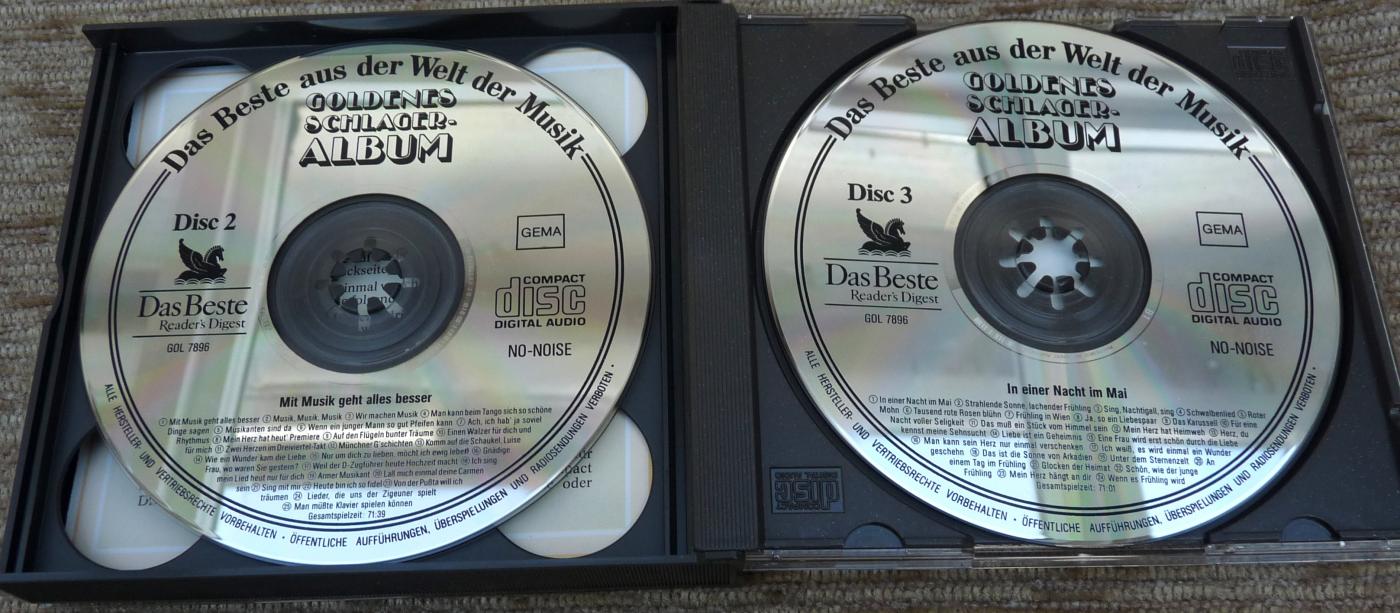 Das Beste aus der Welt der Musik
GOLDENES
SCHLAGER-
ALBUM
Disc 2
GEMA
Das Beste
Reader's Digest
GOL 7896
COMPACT
disc
DIGITAL AUDIO
NO-NOISE
Mit Musik geht alles besser
① Mit Musik geht alles besser ② Musik, Musik, Musik ③ Wir machen Musik ④ Man kann beim Tango sich so schöne
Dinge sagen ⑤ Musikanten sind da ⑥ Wenn ein junger Mann so gut Pfeifen kann ⑦ Ach, ich hab' ja soviel
Rhythmus ⑧ Mein Herz hat heut' Premiere ⑨ Auf den Flügeln bunter Träume ⑩ Einen Walzer für dich und
für mich ⑪ Zwei Herzen im Dreiviertel-Takt ⑫ Münchner G'schichten ⑬ Komm auf die Schaukel, Luise
⑭ Wie ein Wunder kam die Liebe ⑮ Nur um dich zu lieben, möcht ich ewig leben ⑯ Gnädige
Frau, wo waren Sie gestern? ⑰ Weil der D-Zugführer heute Hochzeit macht ⑱ Ich sing
mein Lied heut nur für dich ⑲ Armer Musikant ⑳ Laß mich einmal deine Carmen
sein ㉑ Sing mit mir ㉒ Heute bin ich so fidel ㉓ Von der Pußta will ich
träumen ㉔ Lieder, die uns der Zigeuner spielt
㉕ Man müßte Klavier spielen können
Gesamtspielzeit: 71:39
ALLE HERSTELLER- UND VERTRIEBSRECHTE VORBEHALTEN · ÖFFENTLICHE AUFFÜHRUNGEN, ÜBERSPIELUNGEN UND RADIOSENDUNGEN VERBOTEN ·
ckseite
einmal
oder
Das Beste aus der Welt der Musik
GOLDENES
SCHLAGER-
ALBUM
Disc 3
GEMA
Das Beste
Reader's Digest
GOL 7896
COMPACT
disc
DIGITAL AUDIO
NO-NOISE
In einer Nacht im Mai
① In einer Nacht im Mai ② Strahlende Sonne, lachender Frühling ③ Sing, Nachtigall, sing ④ Schwalbenlied ⑤ Roter
Mohn ⑥ Tausend rote Rosen blühn ⑦ Frühling in Wien ⑧ Ja, so ein Liebespaar ⑨ Das Karussell ⑩ Für eine
Nacht voller Seligkeit ⑪ Das muß ein Stück vom Himmel sein ⑫ Mein Herz hat Heimweh ⑬ Herz, du
kennst meine Sehnsucht ⑭ Liebe ist ein Geheimnis ⑮ Eine Frau wird erst schön durch die Liebe
⑯ Man kann sein Herz nur einmal verschenken ⑰ Ich weiß, es wird einmal ein Wunder
geschehn ⑱ Das ist die Sonne von Arkadien ⑲ Unter dem Sternenzelt ⑳ An
einem Tag im Frühling ㉑ Glocken der Heimat ㉒ Schön, wie der junge
Frühling ㉓ Mein Herz hängt an dir ㉔ Wenn es Frühling wird
Gesamtspielzeit: 71:01
ALLE HERSTELLER- UND VERTRIEBSRECHTE VORBEHALTEN · ÖFFENTLICHE AUFFÜHRUNGEN, ÜBERSPIELUNGEN UND RADIOSENDUNGEN VERBOTEN ·
COMPACT
disc
DIGITAL AUDIO